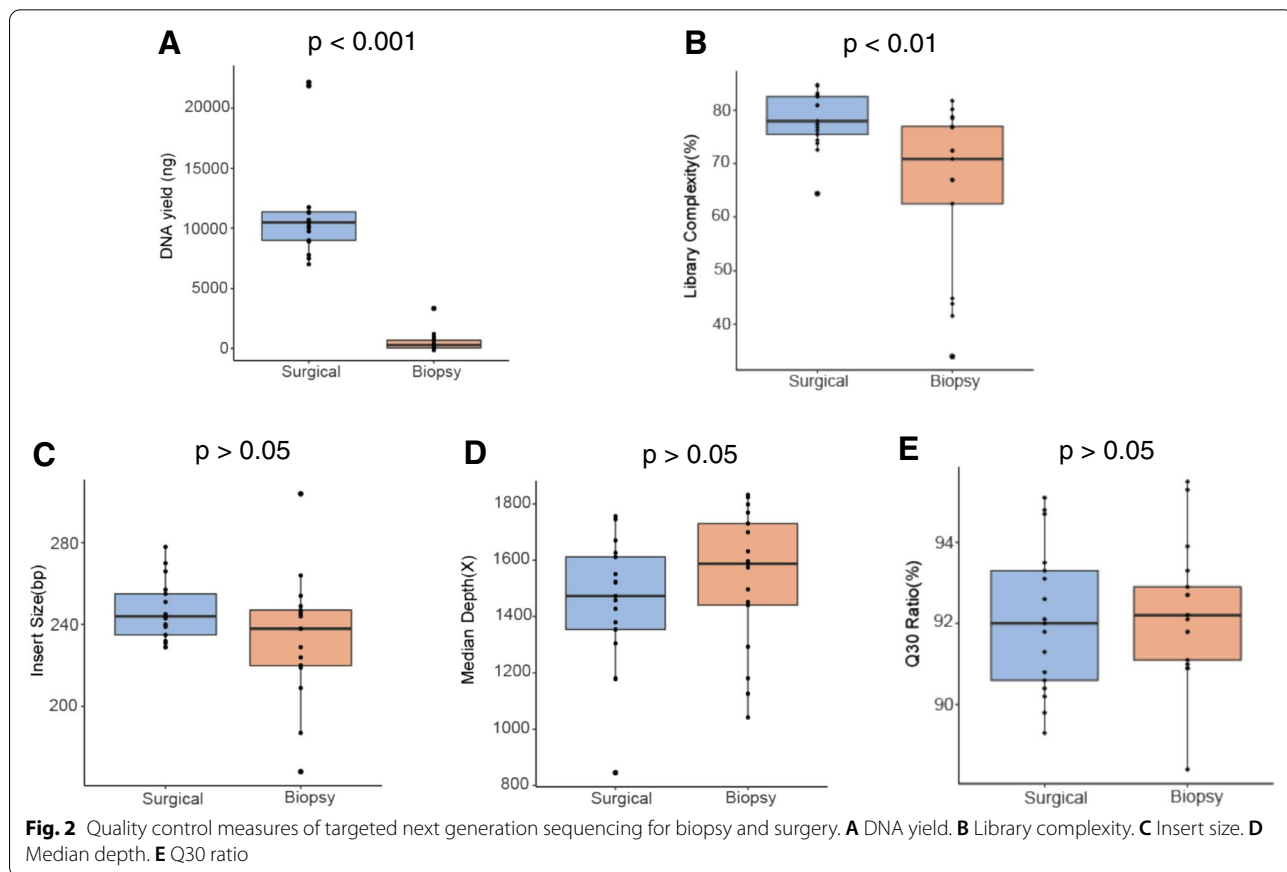 A p < 0.001
DNA yield (ng)
20000
15000
10000
5000
0
Surgical Biopsy
B p < 0.01
Library Complexity(%)
80
70
60
50
40
Surgical Biopsy
C p > 0.05
Insert Size(bp)
280
240
200
Surgical Biopsy
D p > 0.05
Median Depth(X)
1800
1600
1400
1200
1000
800
Surgical Biopsy
E p > 0.05
Q30 Ratio(%)
94
92
90
Surgical Biopsy
Fig. 2 Quality control measures of targeted next generation sequencing for biopsy and surgery. A DNA yield. B Library complexity. C Insert size. D
Median depth. E Q30 ratio